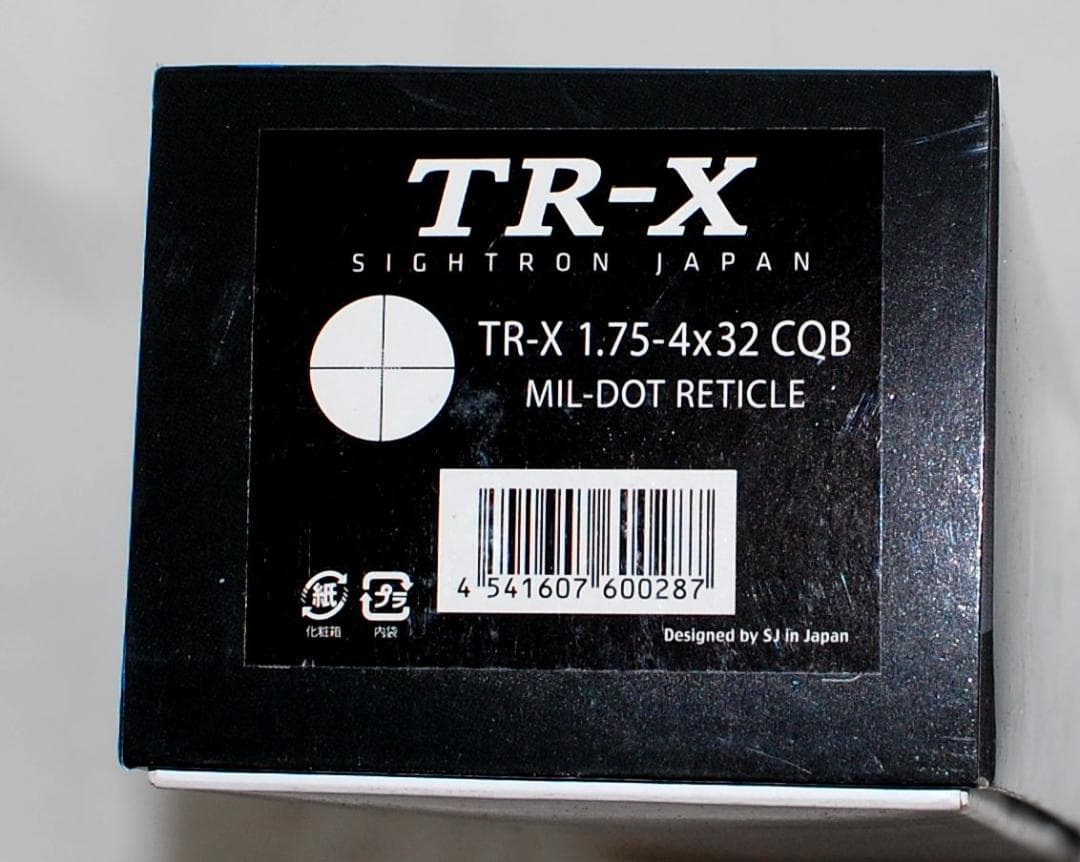 TR-X
SIGHTRON JAPAN
TR-X 1.75-4x32 CQB
MIL-DOT RETICLE
4 541607 600287
紙 プラ
化粧箱 内袋
Designed by SJ in Japan